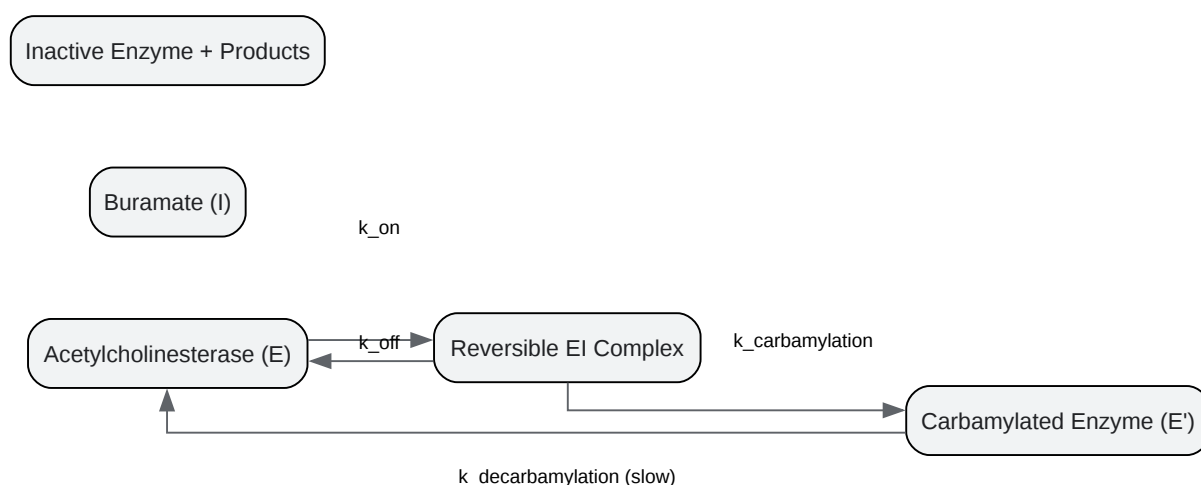 Inactive Enzyme + Products
Buramate (I)
k_on
Acetylcholinesterase (E)
k_off
Reversible EI Complex
k_carbamylation
Carbamylated Enzyme (E')
k_decarbamylation (slow)